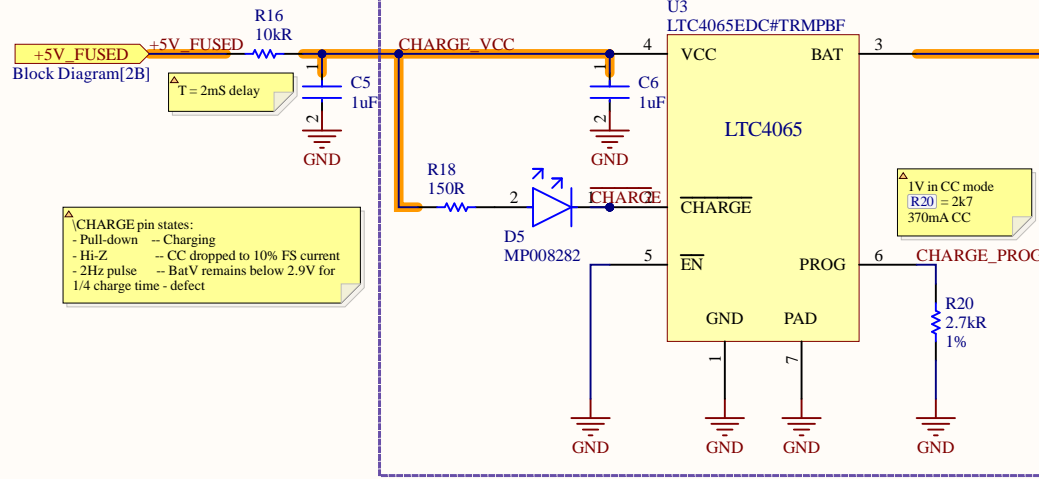 U3
LTC4065EDC#TRMPBF
R16
10kR
+5V_FUSED
+5V_FUSED
CHARGE_VCC
4
VCC
BAT
3
Block Diagram[2B]
T = 2mS delay
1
C5
1uF
2
GND
1
C6
1uF
2
GND
LTC4065
R18
150R
2
1
CHARGE
2
CHARGE
D5
MP008282
1V in CC mode
R20 = 2k7
370mA CC
\CHARGE pin states:
- Pull-down -- Charging
- Hi-Z -- CC dropped to 10% FS current
- 2Hz pulse -- BatV remains below 2.9V for
1/4 charge time - defect
5
EN
PROG
6
CHARGE_PROG
GND
PAD
R20
2.7kR
1%
1
7
GND
GND
GND
GND